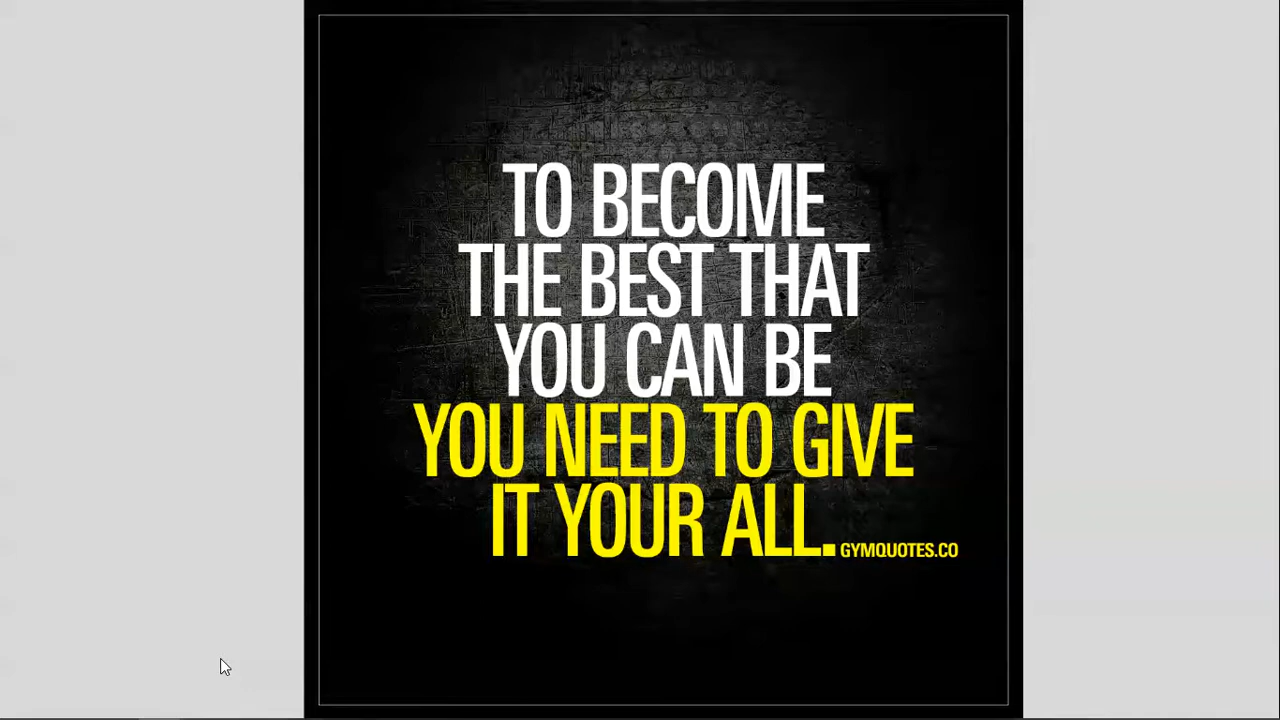 TO BECOME
THE BEST THAT
YOU CAN BE
YOU NEED TO GIVE
IT YOUR ALL. GYMQUOTES.CO